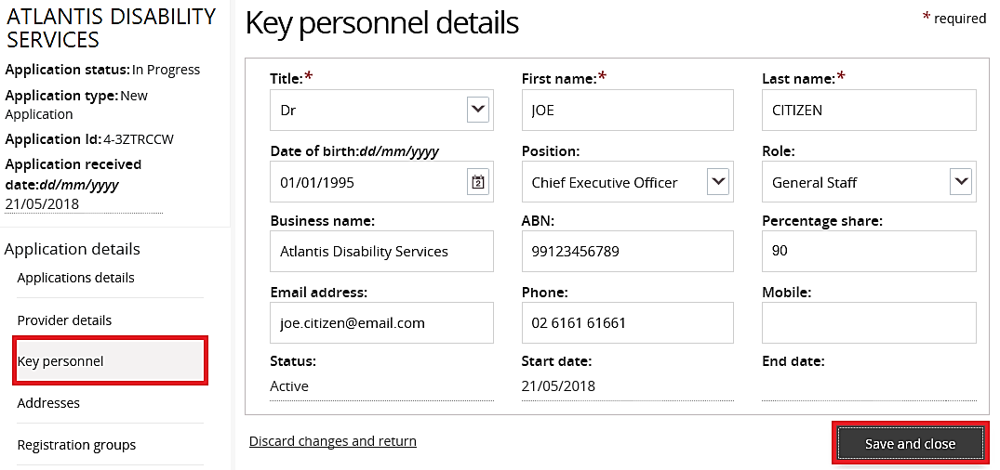 ATLANTIS DISABILITY
SERVICES
Application status: In Progress
Application type: New
Application
Application Id: 4-3ZTRCCW
Application received
date:dd/mm/yyyy
21/05/2018
Application details
Applications details
Provider details
Key personnel
Addresses
Registration groups
Key personnel details
* required
Title:* First name:* Last name:*
Dr JOE CITIZEN
Date of birth:dd/mm/yyyy Position: Role:
01/01/1995 Chief Executive Officer General Staff
Business name: ABN: Percentage share:
Atlantis Disability Services 99123456789 90
Email address: Phone: Mobile:
joe.citizen@email.com 02 6161 61661
Status: Start date: End date:
Active 21/05/2018
Discard changes and return Save and close